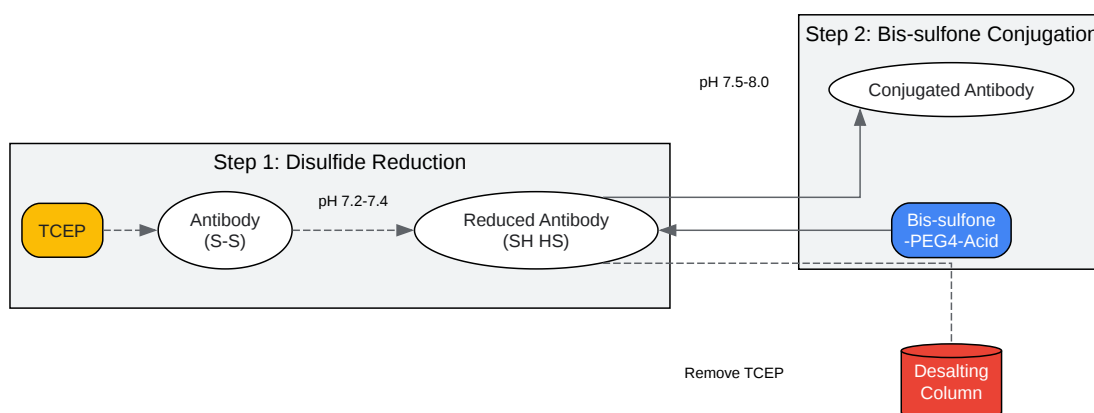 Step 2: Bis-sulfone Conjugation
pH 7.5-8.0
Conjugated Antibody
Step 1: Disulfide Reduction
TCEP
Antibody
(S-S)
pH 7.2-7.4
Reduced Antibody
(SH HS)
Bis-sulfone
-PEG4-Acid
Remove TCEP
Desalting
Column